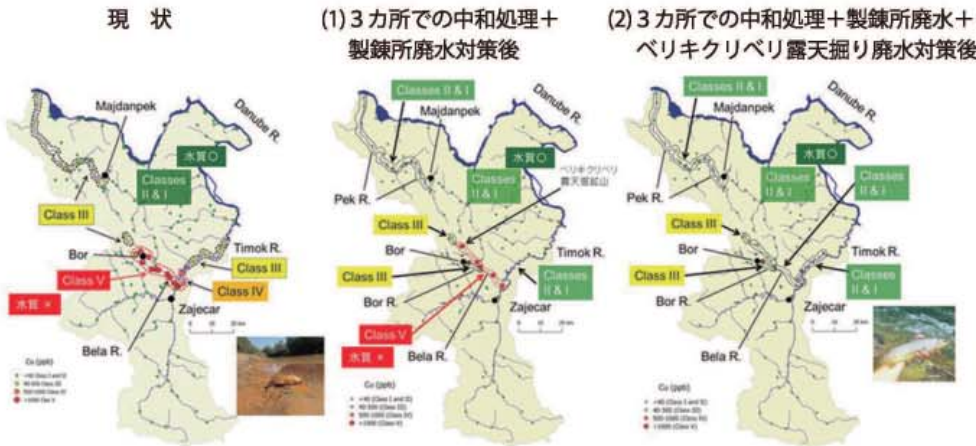 現 状
Majdanpek
Danube R.
水質○
Classes
II & I
Class III
Bor
Timok R.
Class V
Class III
Class IV
水質 ×
Zajecar
Bela R.
Cu (ppb)
(1) 3 カ所での中和処理+
製錬所廃水対策後
Classes II & I
Majdanpek
Danube R.
水質○
ベリキクリベリ
露天掘鉱山
Classes
II & I
Pek R.
Class III
Bor
Timok R.
Class III
Classes
II & I
Bor R.
Zajecar
Class V
水質 ×
Bela R.
Cu (ppb)
(2) 3 カ所での中和処理+製錬所廃水+
ベリキクリベリ露天掘り廃水対策後
Classes II & I
Majdanpek
Danube R.
水質○
Classes
II & I
Classes
II & I
Pek R.
Class III
Bor
Timok R.
Class III
Classes
II & I
Bor R.
Zajecar
Bela R.
Cu (ppb)